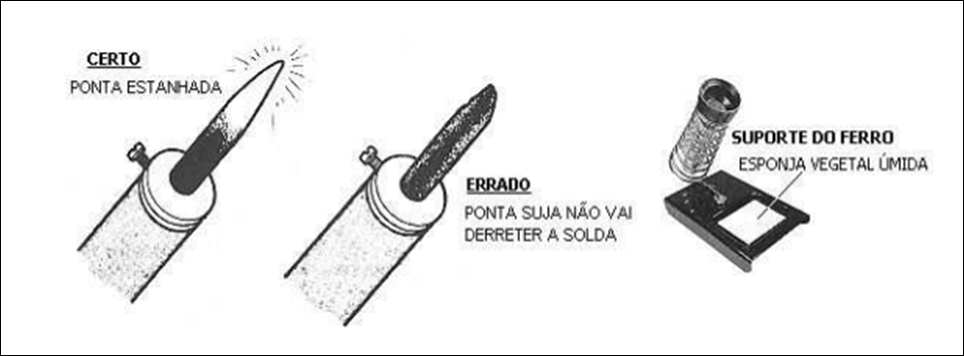 CERTO
PONTA ESTANHADA
ERRADO
PONTA SUJA NÃO VAI
DERRETER A SOLDA
SUPORTE DO FERRO
ESPONJA VEGETAL ÚMIDA